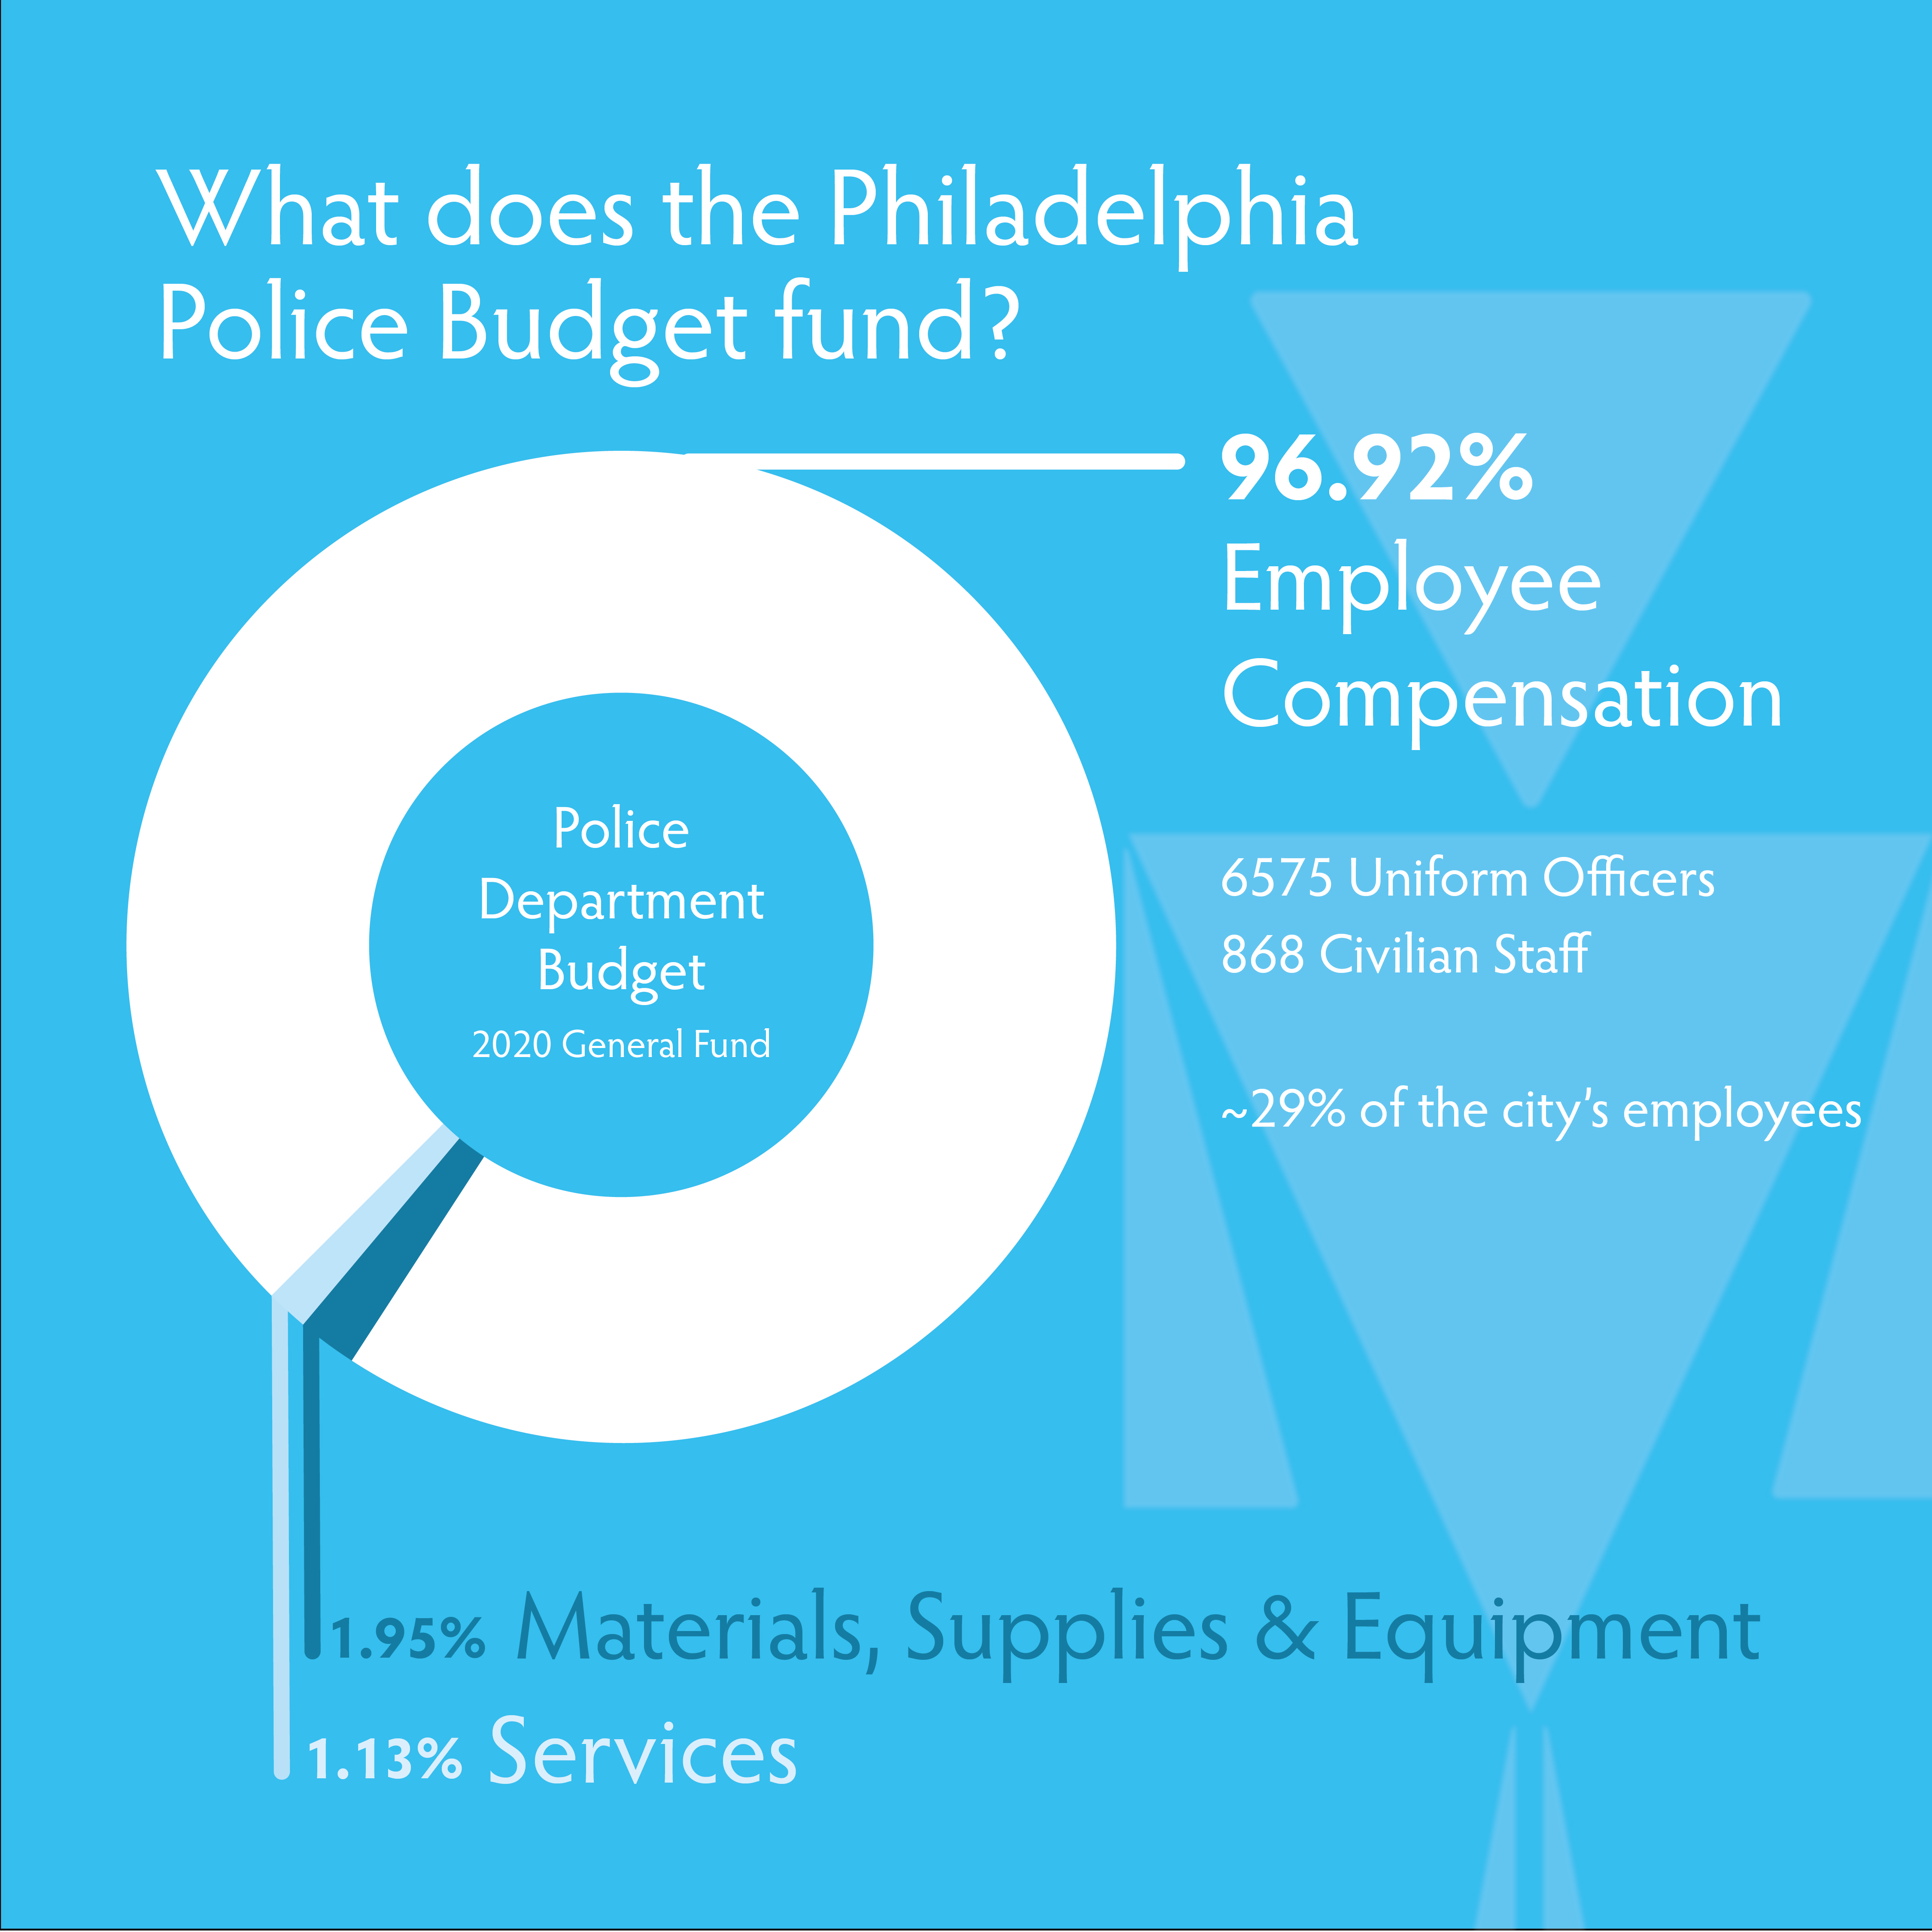 What does the Philadelphia
Police Budget fund?
96.92%
Employee
Compensation
Police
Department
Budget
2020 General Fund
6575 Uniform Officers
868 Civilian Staff
~29% of the city's employees
1.95% Materials, Supplies & Equipment
1.13% Services